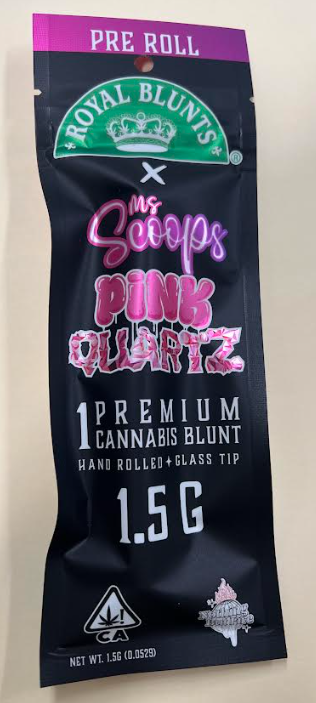 PRE ROLL
ROYAL BLUNTS
®
X
Ms
Scoops
PINK
QUARTZ
1 PREMIUM
CANNABIS BLUNT
HAND ROLLED + GLASS TIP
1.5 G
CA
NET WT. 1.5G (0.0529)